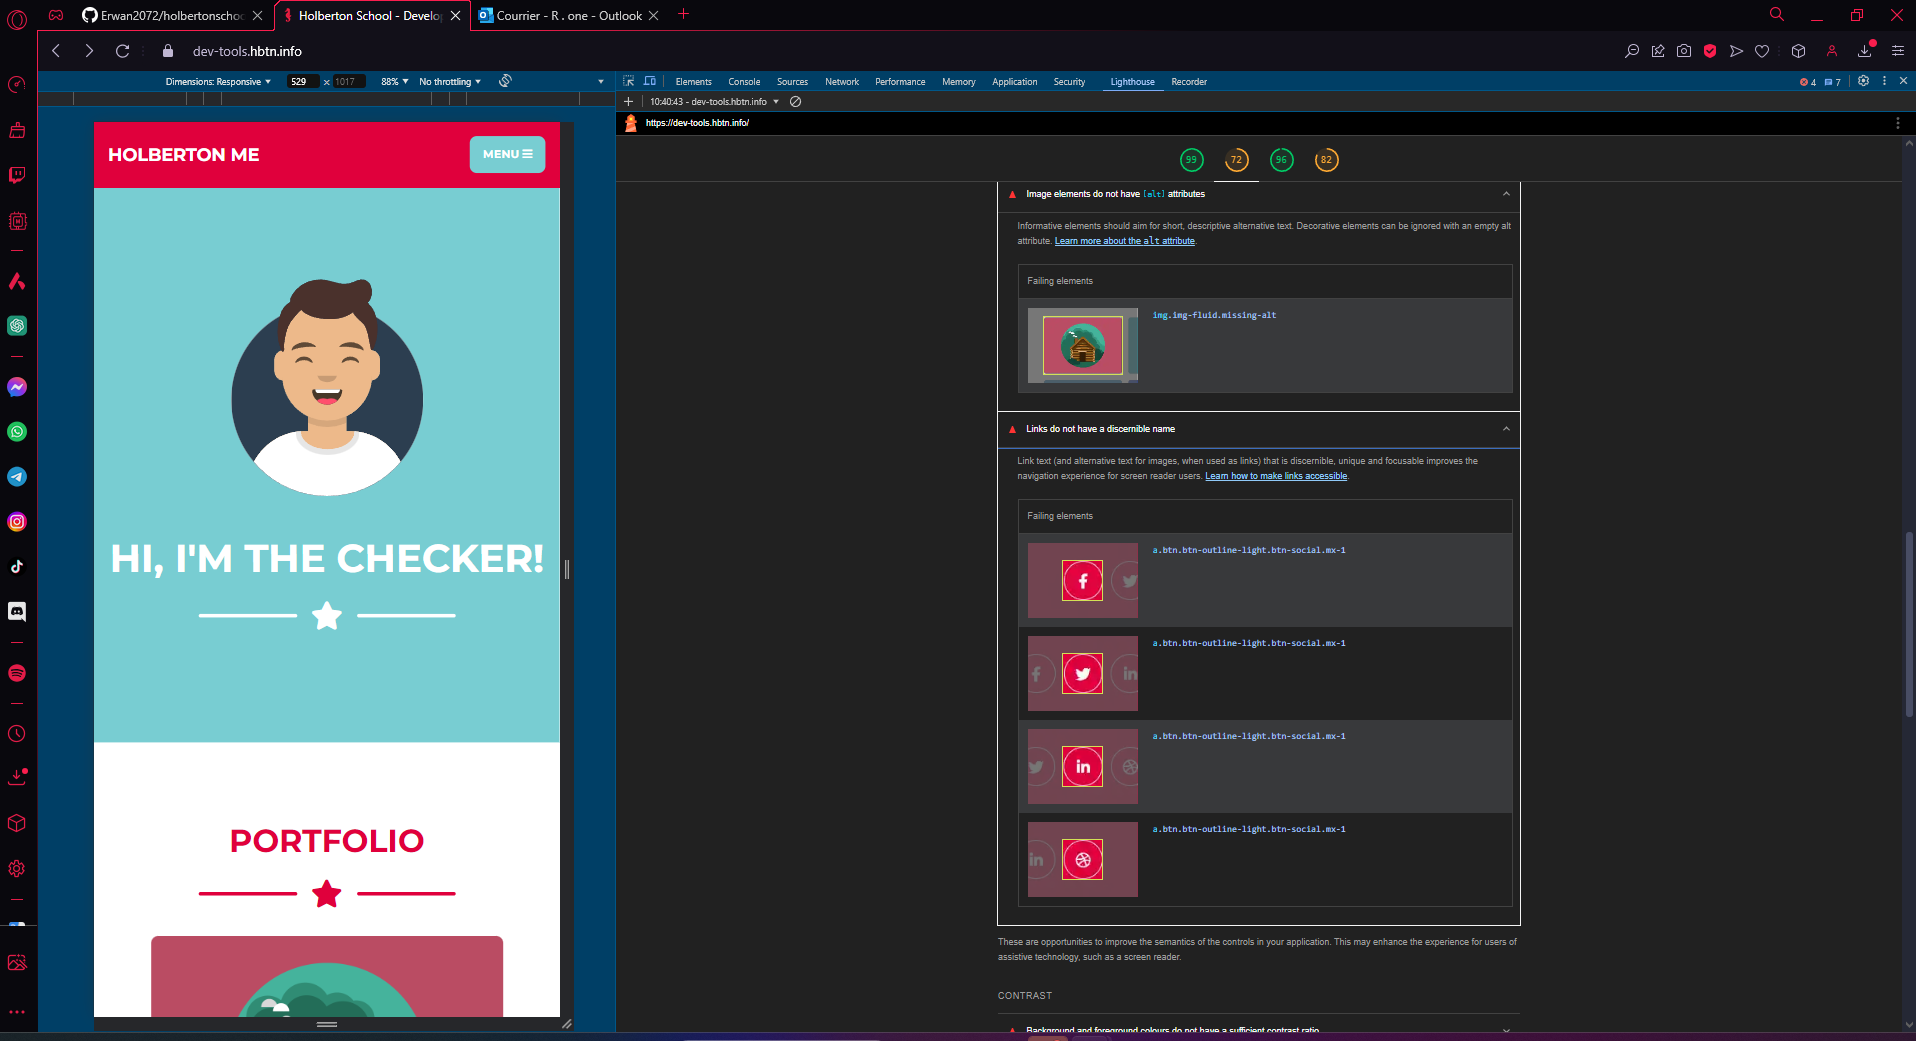 Erwan2072/holbertonschoo
Holberton School - Develo
Courrier - R . one - Outlook
dev-tools.hbtn.info
Dimensions: Responsive
529 × 1017
88%
No throttling
Elements Console Sources Network Performance Memory Application Security Lighthouse Recorder
4 7
10:40:43 - dev-tools.hbtn.info
https://dev-tools.hbtn.info/
99 72 96 82
HOLBERTON ME
MENU
HI, I'M THE CHECKER!
PORTFOLIO
Image elements do not have [alt] attributes
Informative elements should aim for short, descriptive alternative text. Decorative elements can be ignored with an empty alt
attribute. Learn more about the alt attribute.
Failing elements
img.img-fluid.missing-alt
Links do not have a discernible name
Link text (and alternative text for images, when used as links) that is discernible, unique and focusable improves the
navigation experience for screen reader users. Learn how to make links accessible.
Failing elements
a.btn.btn-outline-light.btn-social.mx-1
a.btn.btn-outline-light.btn-social.mx-1
a.btn.btn-outline-light.btn-social.mx-1
a.btn.btn-outline-light.btn-social.mx-1
These are opportunities to improve the semantics of the controls in your application. This may enhance the experience for users of
assistive technology, such as a screen reader.
CONTRAST
Background and foreground colours do not have a sufficient contrast ratio